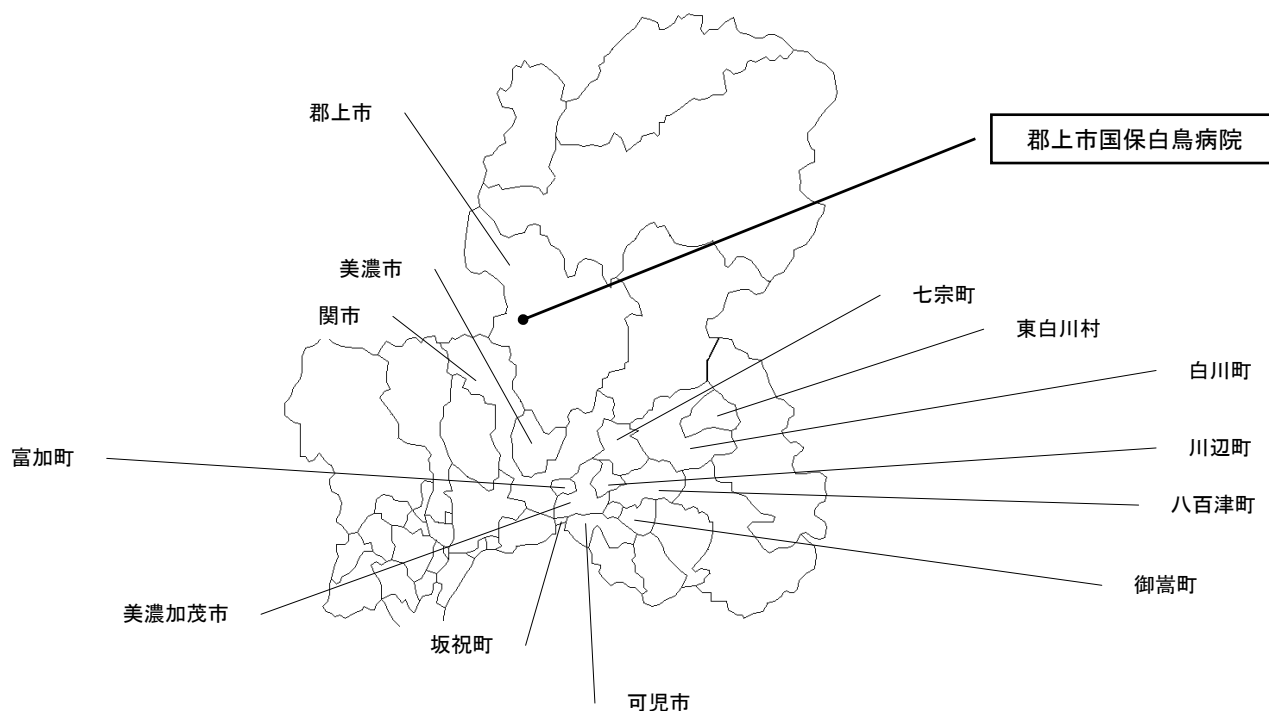 郡上市
郡上市国保白鳥病院
美濃市
七宗町
関市
東白川村
白川町
川辺町
富加町
八百津町
御嵩町
美濃加茂市
坂祝町
可児市